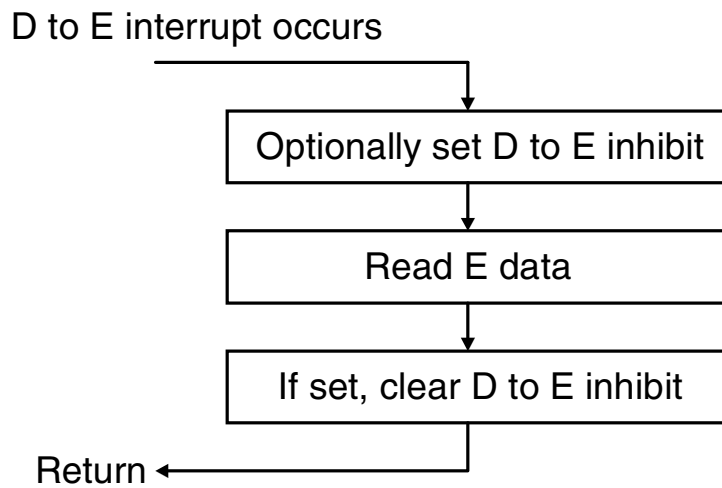 D to E interrupt occurs
Optionally set D to E inhibit
Read E data
If set, clear D to E inhibit
Return